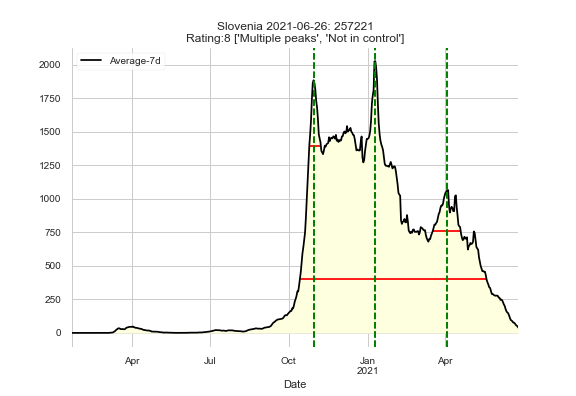 Slovenia 2021-06-26: 257221
Rating:8 ['Multiple peaks', 'Not in control']
Average-7d
2000
1750
1500
1250
1000
750
500
250
0
Apr
Jul
Oct
Jan
2021
Apr
Date